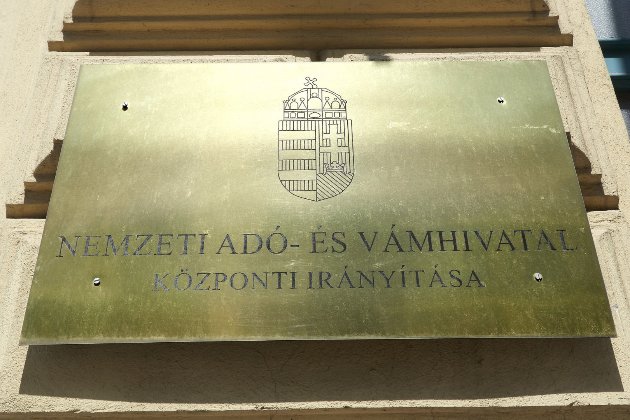 NEMZETI ADÓ- ÉS VÁMHIVATAL
KÖZPONTI IRÁNYÍTÁSA